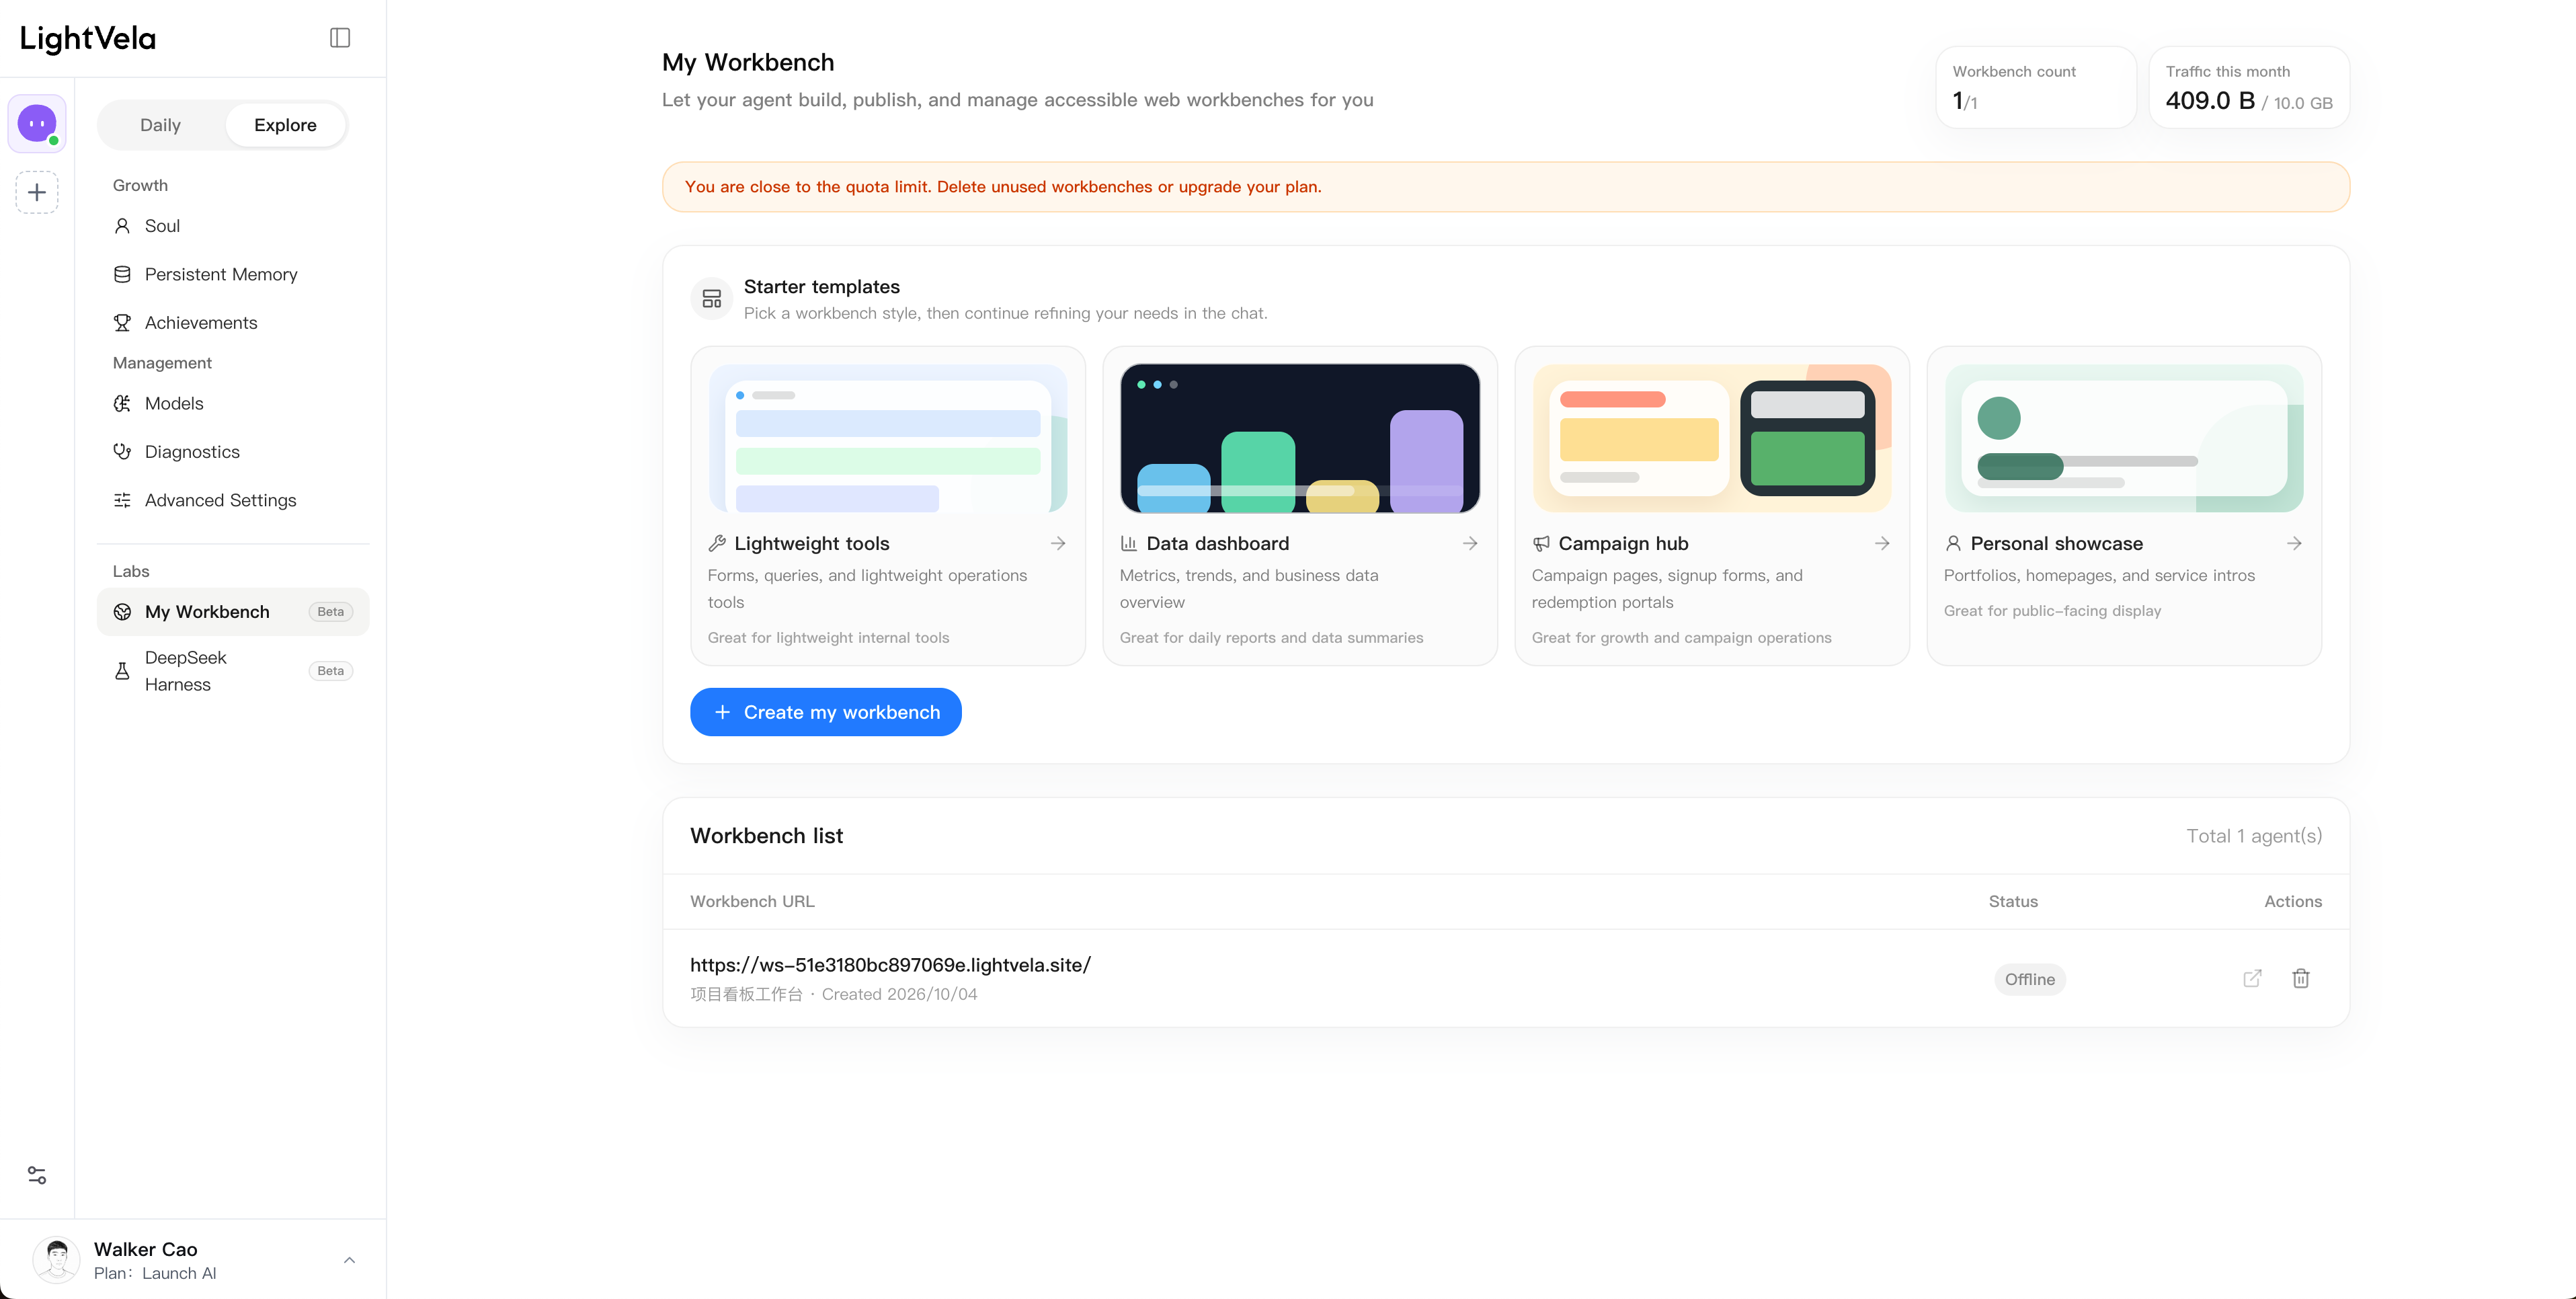 LightVela
Daily
Explore
Growth
Soul
Persistent Memory
Achievements
Management
Models
Diagnostics
Advanced Settings
Labs
My Workbench
Beta
DeepSeek
Harness
Beta
Walker Cao
Plan：Launch AI
My Workbench
Let your agent build, publish, and manage accessible web workbenches for you
Workbench count
1/1
Traffic this month
409.0 B / 10.0 GB
You are close to the quota limit. Delete unused workbenches or upgrade your plan.
Starter templates
Pick a workbench style, then continue refining your needs in the chat.
Lightweight tools
Forms, queries, and lightweight operations
tools
Great for lightweight internal tools
Data dashboard
Metrics, trends, and business data
overview
Great for daily reports and data summaries
Campaign hub
Campaign pages, signup forms, and
redemption portals
Great for growth and campaign operations
Personal showcase
Portfolios, homepages, and service intros
Great for public-facing display
Create my workbench
Workbench list
Total 1 agent(s)
Workbench URL
Status
Actions
https://ws-51e3180bc897069e.lightvela.site/
项目看板工作台 · Created 2026/10/04
Offline